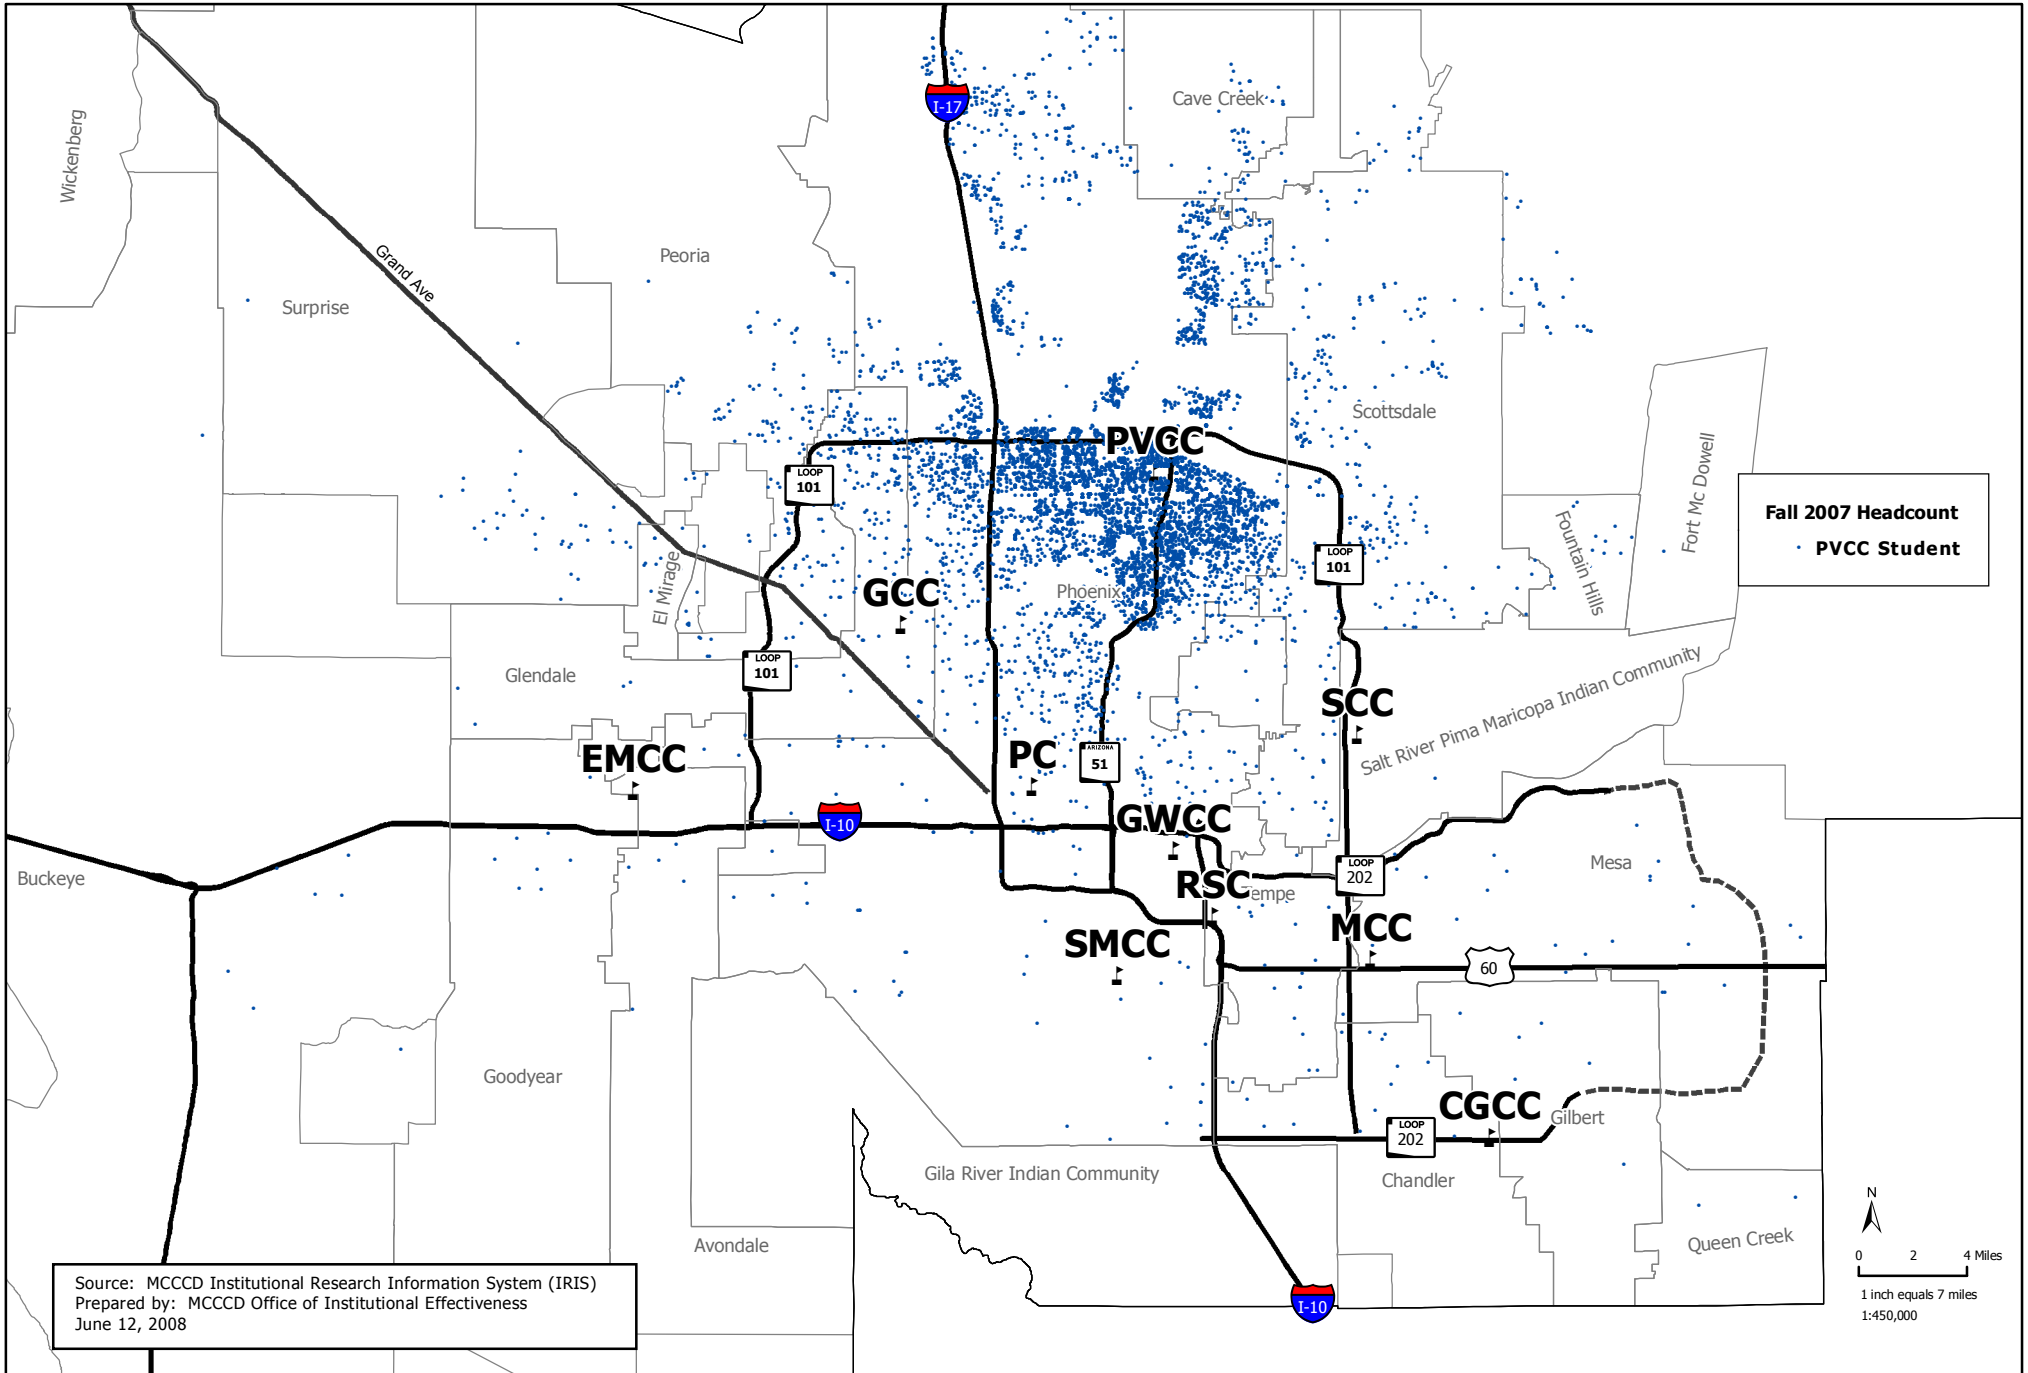 I-17
Cave Creek
Wickenberg
Peoria
Grand Ave
Surprise
Scottsdale
PVCC
LOOP
101
Fort Mc Dowell
Fall 2007 Headcount
PVCC Student
Fountain Hills
LOOP
101
El Mirage
GCC
Phoenix
LOOP
101
Glendale
SCC
Salt River Pima Maricopa Indian Community
EMCC
PC
ARIZONA
51
I-10
GWCC
Mesa
LOOP
202
Buckeye
RSC
empe
MCC
SMCC
60
Goodyear
CGCC
Gilbert
LOOP
202
Gila River Indian Community
Chandler
N
Avondale
Queen Creek
0 2 4 Miles
1 inch equals 7 miles
1:450,000
I-10
Source: MCCCD Institutional Research Information System (IRIS)
Prepared by: MCCCD Office of Institutional Effectiveness
June 12, 2008